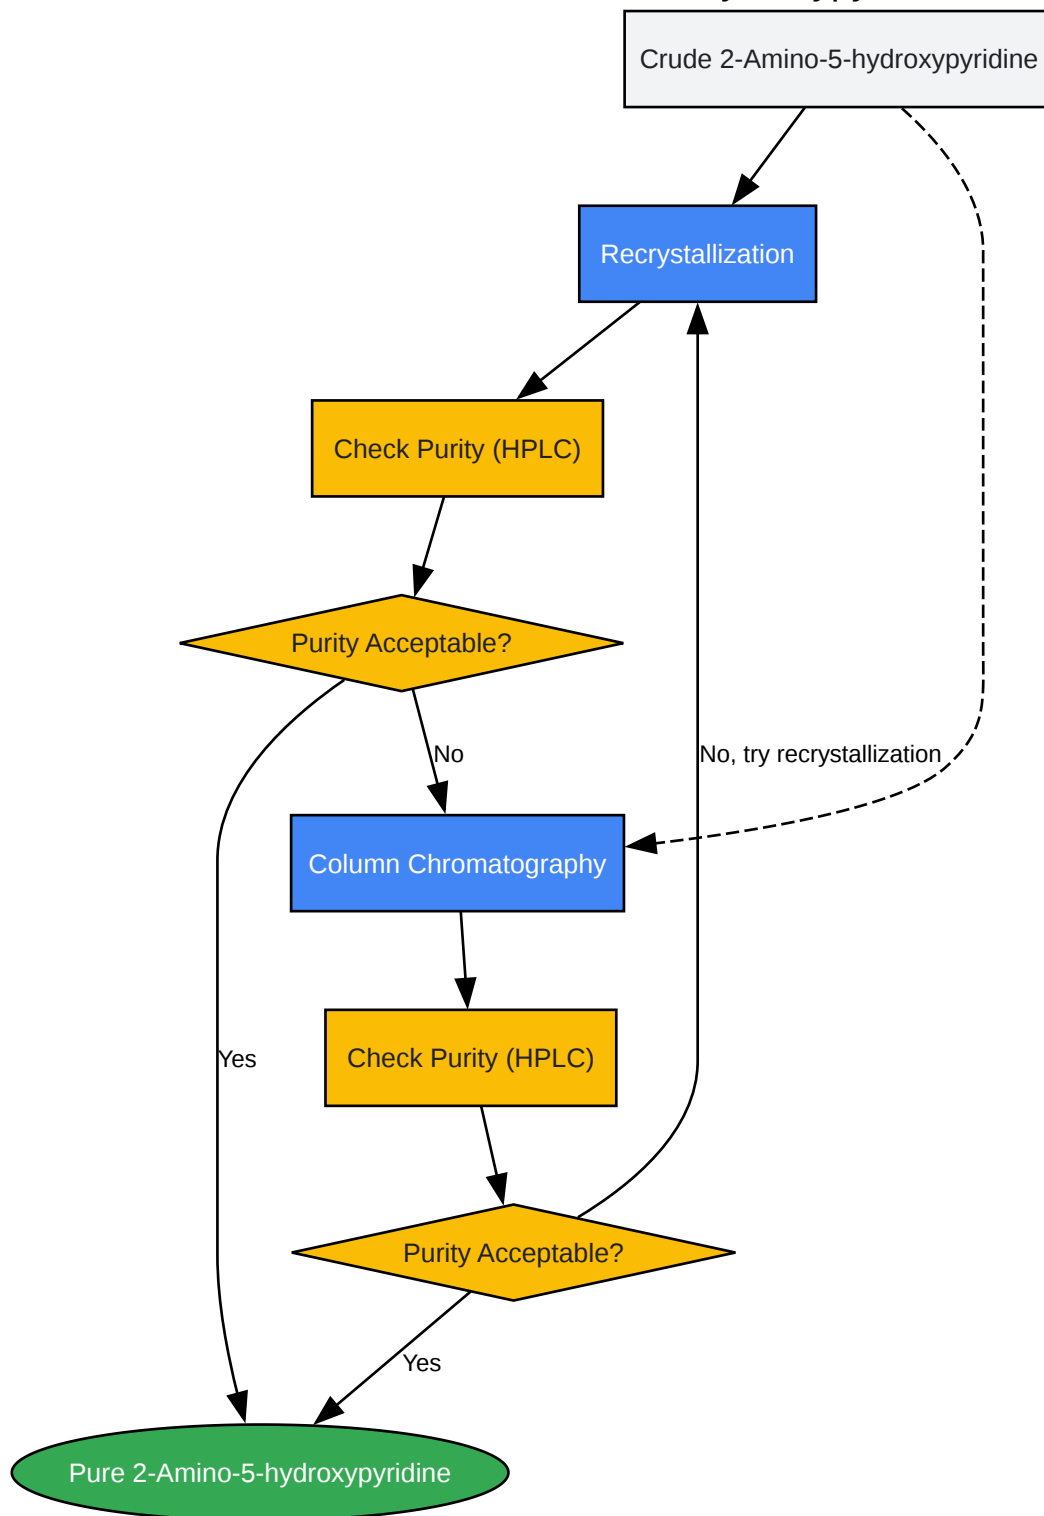 Crude 2-Amino-5-hydroxypyridine
Recrystallization
Check Purity (HPLC)
Purity Acceptable?
No
No, try recrystallization
Column Chromatography
Yes
Check Purity (HPLC)
Purity Acceptable?
Yes
Pure 2-Amino-5-hydroxypyridine